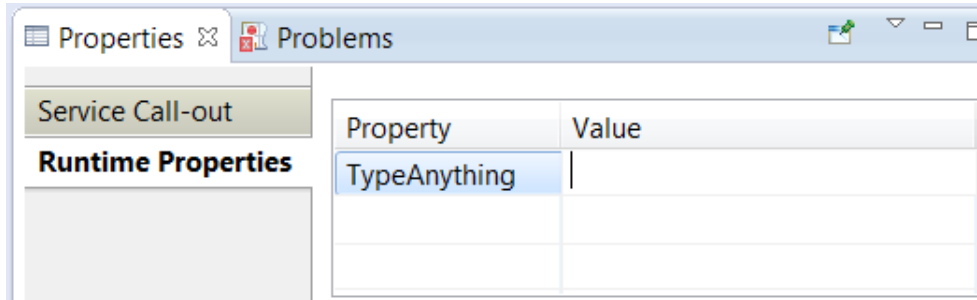 Properties Problems
Service Call-out
Runtime Properties
Property Value
TypeAnything